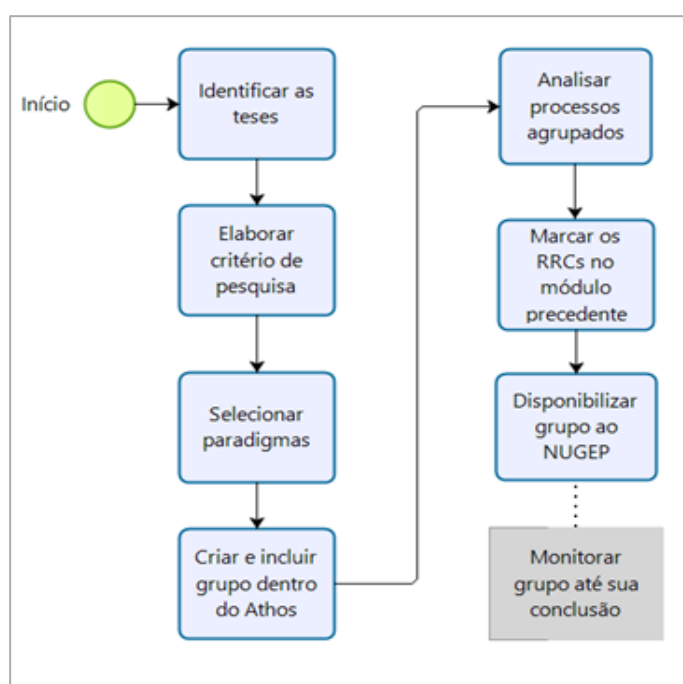 Início
Identificar as
teses
Elaborar
critério de
pesquisa
Selecionar
paradigmas
Criar e incluir
grupo dentro
do Athos
Analisar
processos
agrupados
Marcar os
RRCs no
módulo
precedente
Disponibilizar
grupo ao
NUGEP
Monitorar
grupo até sua
conclusão